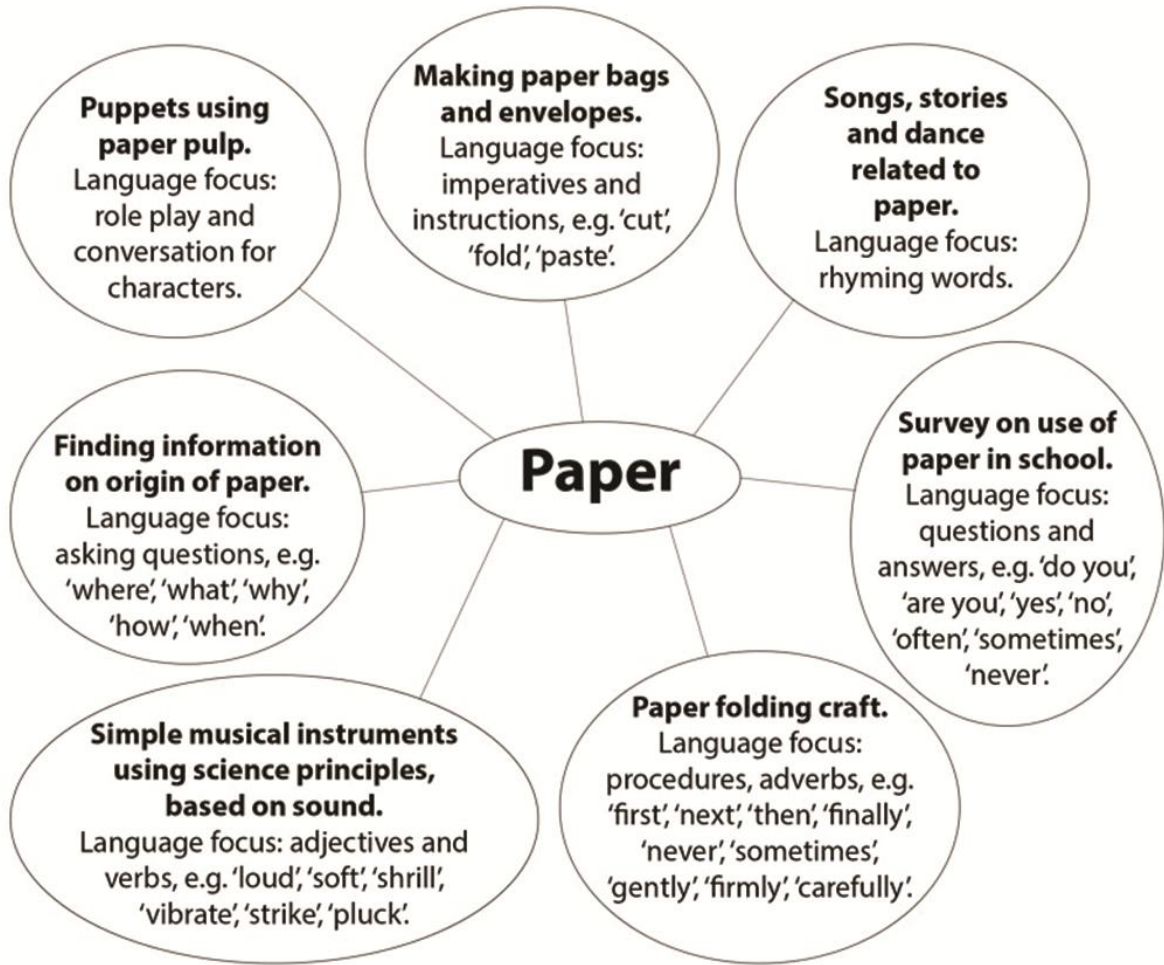 Puppets using
paper pulp.
Language focus:
role play and
conversation for
characters.
Making paper bags
and envelopes.
Language focus:
imperatives and
instructions, e.g. ‘cut’,
‘fold’, ‘paste’.
Songs, stories
and dance
related to
paper.
Language focus:
rhyming words.
Finding information
on origin of paper.
Language focus:
asking questions, e.g.
‘where’, ‘what’, ‘why’,
‘how’, ‘when’.
Paper
Survey on use of
paper in school.
Language focus:
questions and
answers, e.g. ‘do you’,
‘are you’, ‘yes’, ‘no’,
‘often’, ‘sometimes’,
‘never’.
Simple musical instruments
using science principles,
based on sound.
Language focus: adjectives and
verbs, e.g. ‘loud’, ‘soft’, ‘shrill’,
‘vibrate’, ‘strike’, ‘pluck’.
Paper folding craft.
Language focus:
procedures, adverbs, e.g.
‘first’, ‘next’, ‘then’, ‘finally’,
‘never’, ‘sometimes’,
‘gently’, ‘firmly’, ‘carefully’.